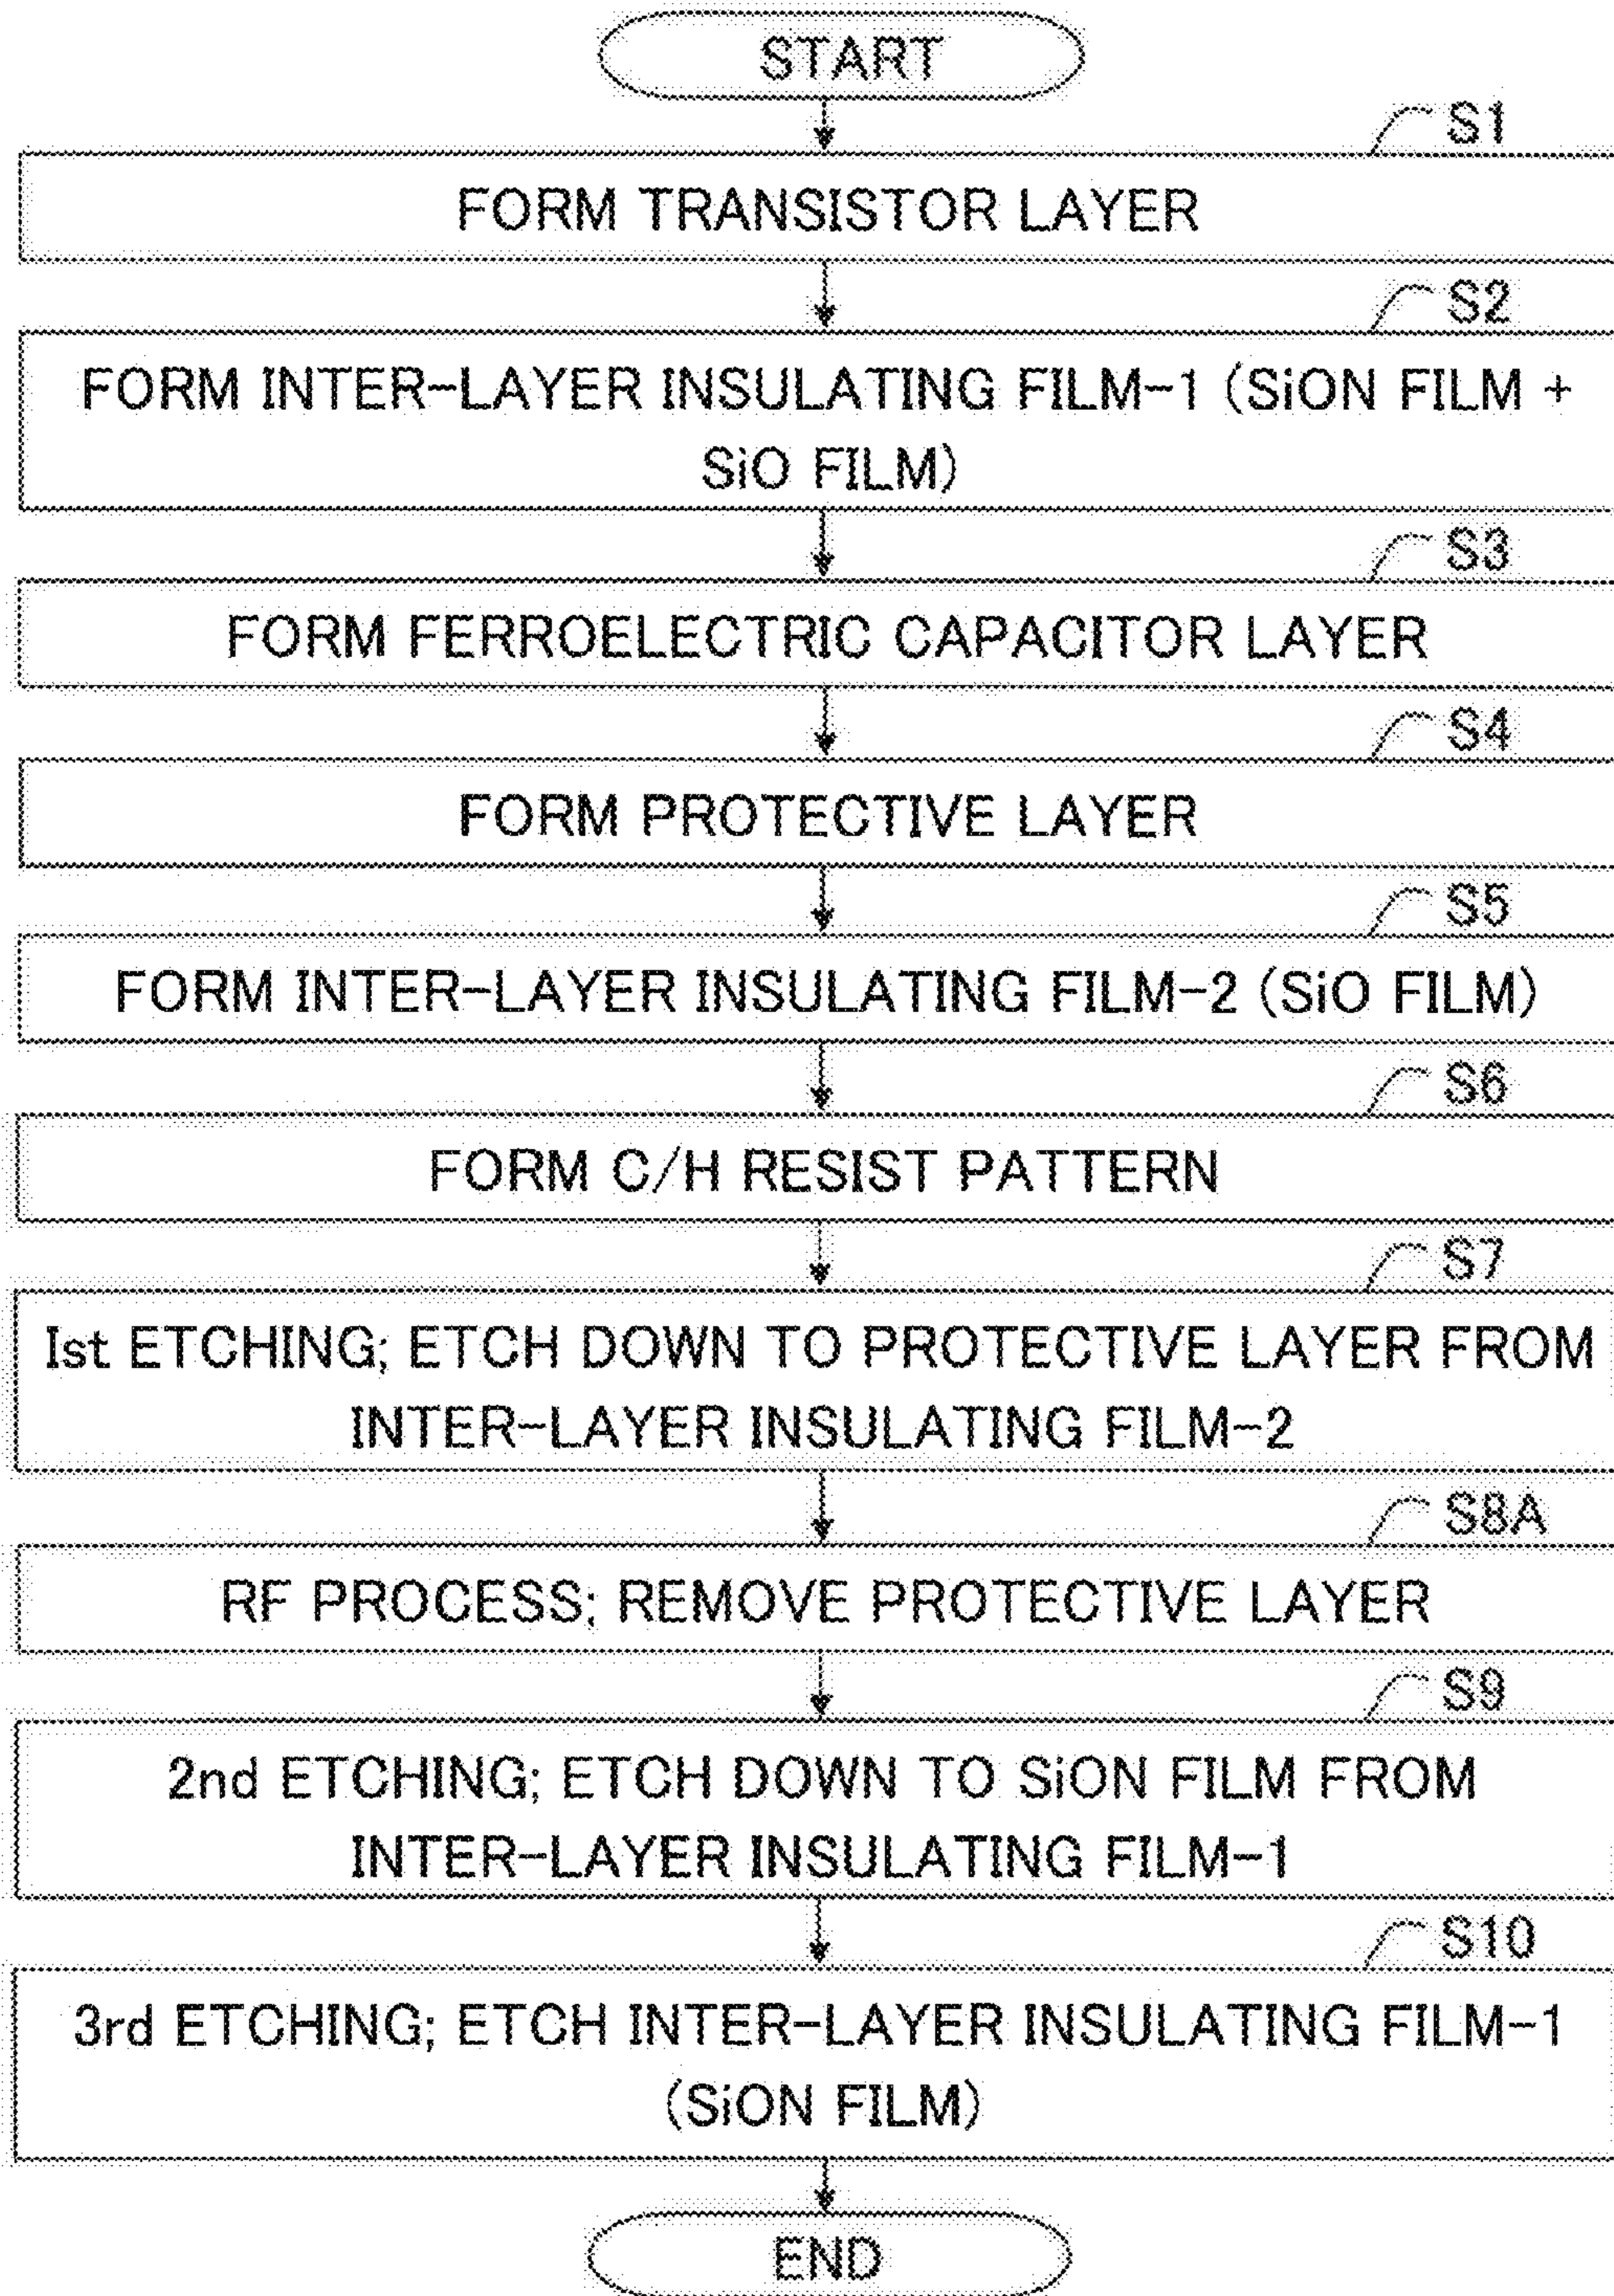 START
S1
FORM TRANSISTOR LAYER
S2
FORM INTER-LAYER INSULATING FILM-1 (SiON FILM +
SiO FILM)
S3
FORM FERROELECTRIC CAPACITOR LAYER
S4
FORM PROTECTIVE LAYER
S5
FORM INTER-LAYER INSULATING FILM-2 (SiO FILM)
S6
FORM C/H RESIST PATTERN
S7
Ist ETCHING; ETCH DOWN TO PROTECTIVE LAYER FROM
INTER-LAYER INSULATING FILM-2
S8A
RF PROCESS; REMOVE PROTECTIVE LAYER
S9
2nd ETCHING; ETCH DOWN TO SiON FILM FROM
INTER-LAYER INSULATING FILM-1
S10
3rd ETCHING; ETCH INTER-LAYER INSULATING FILM-1
(SiON FILM)
END